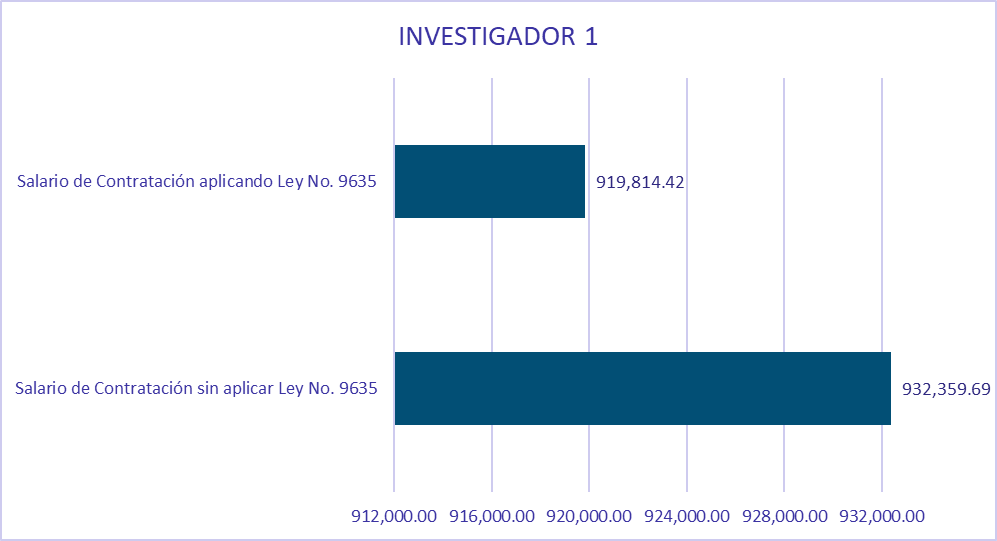 INVESTIGADOR 1
Salario de Contratación aplicando Ley No. 9635
919,814.42
Salario de Contratación sin aplicar Ley No. 9635
932,359.69
912,000.00 916,000.00 920,000.00 924,000.00 928,000.00 932,000.00